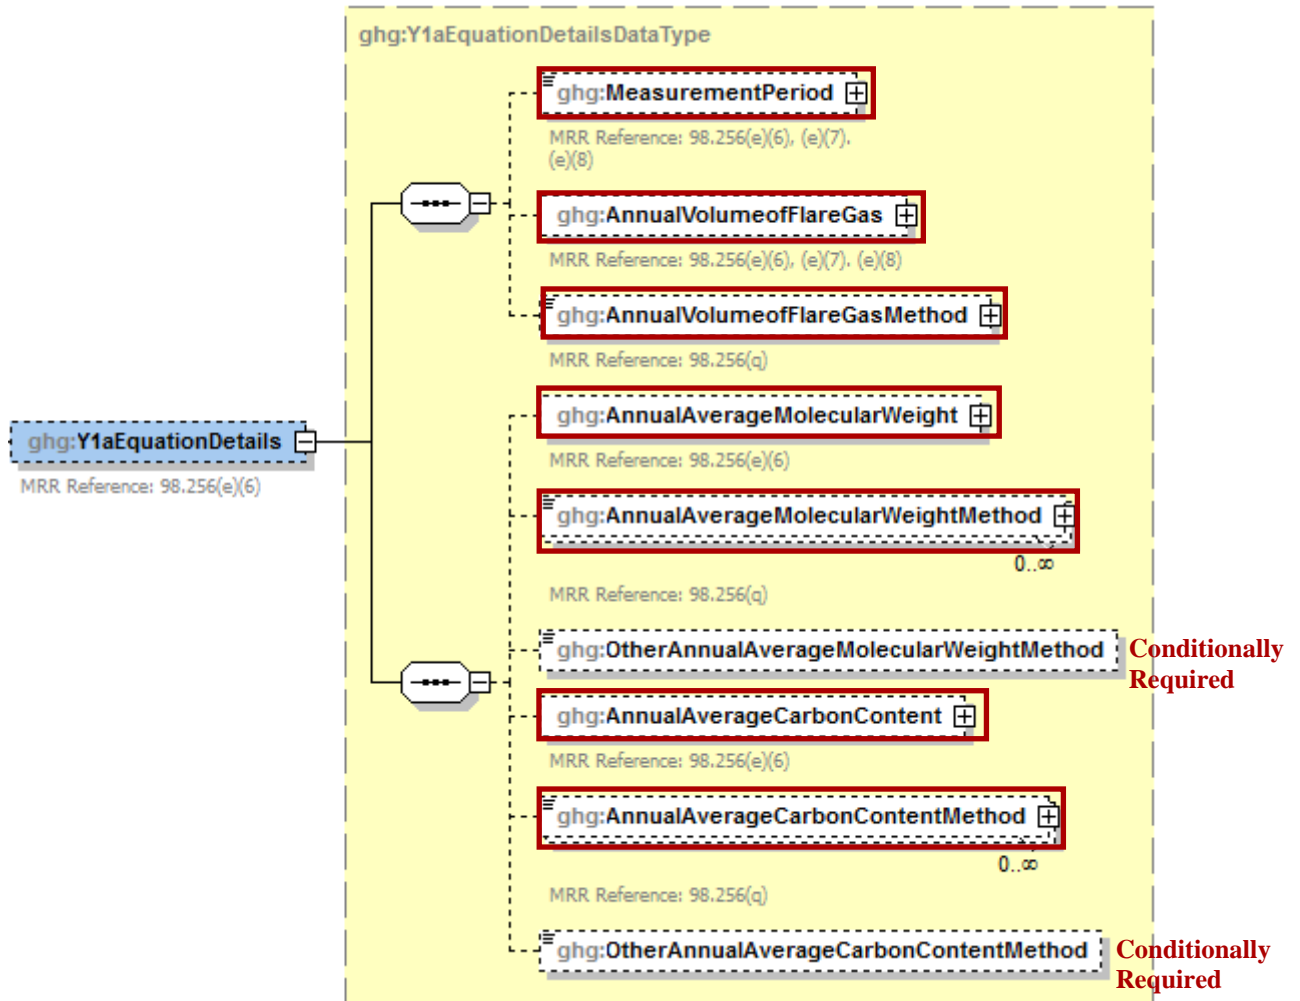 ghg:Y1aEquationDetailsDataType
ghg:MeasurementPeriod
MRR Reference: 98.256(e)(6), (e)(7).
(e)(8)
ghg:AnnualVolumeofFlareGas
MRR Reference: 98.256(e)(6), (e)(7). (e)(8)
ghg:AnnualVolumeofFlareGasMethod
MRR Reference: 98.256(q)
ghg:AnnualAverageMolecularWeight
MRR Reference: 98.256(e)(6)
ghg:Y1aEquationDetails
MRR Reference: 98.256(e)(6)
ghg:AnnualAverageMolecularWeightMethod
0..∞
MRR Reference: 98.256(q)
ghg:OtherAnnualAverageMolecularWeightMethod
Conditionally
Required
ghg:AnnualAverageCarbonContent
MRR Reference: 98.256(e)(6)
ghg:AnnualAverageCarbonContentMethod
0..∞
MRR Reference: 98.256(q)
ghg:OtherAnnualAverageCarbonContentMethod
Conditionally
Required